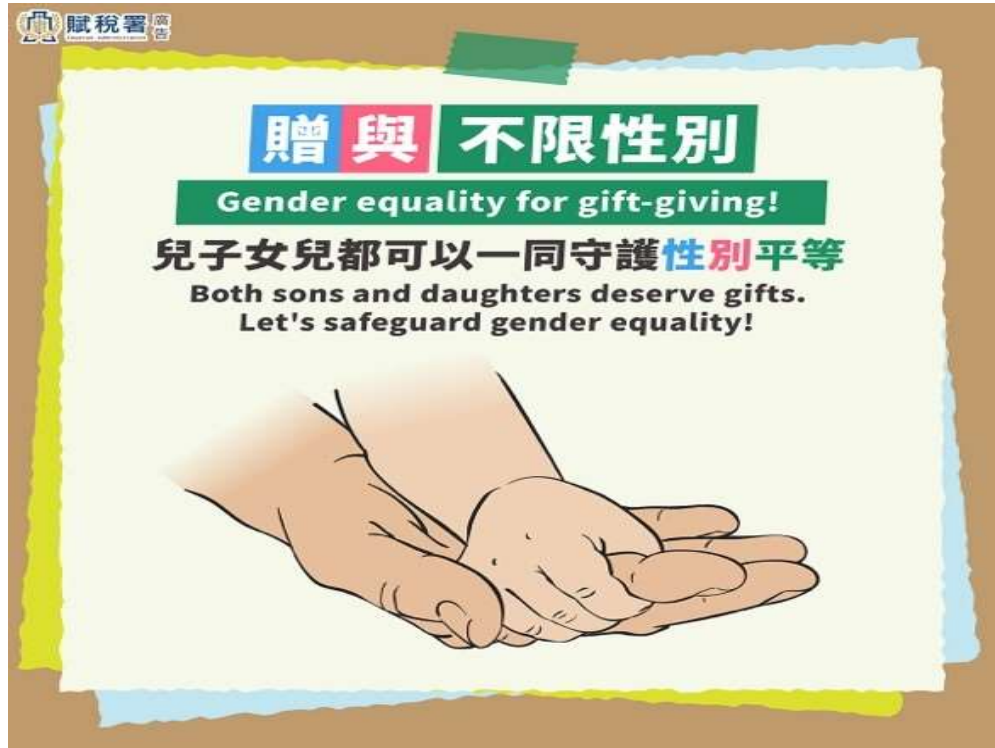 賦稅署 廣告
贈與 不限性別
Gender equality for gift-giving!
兒子女兒都可以一同守護性別平等
Both sons and daughters deserve gifts.
Let's safeguard gender equality!